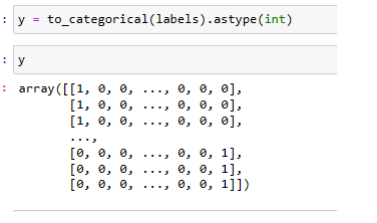 : y = to_categorical(labels).astype(int)
: y
: array([[1, 0, 0, ..., 0, 0, 0],
[1, 0, 0, ..., 0, 0, 0],
[1, 0, 0, ..., 0, 0, 0],
...,
[0, 0, 0, ..., 0, 0, 1],
[0, 0, 0, ..., 0, 0, 1],
[0, 0, 0, ..., 0, 0, 1]])